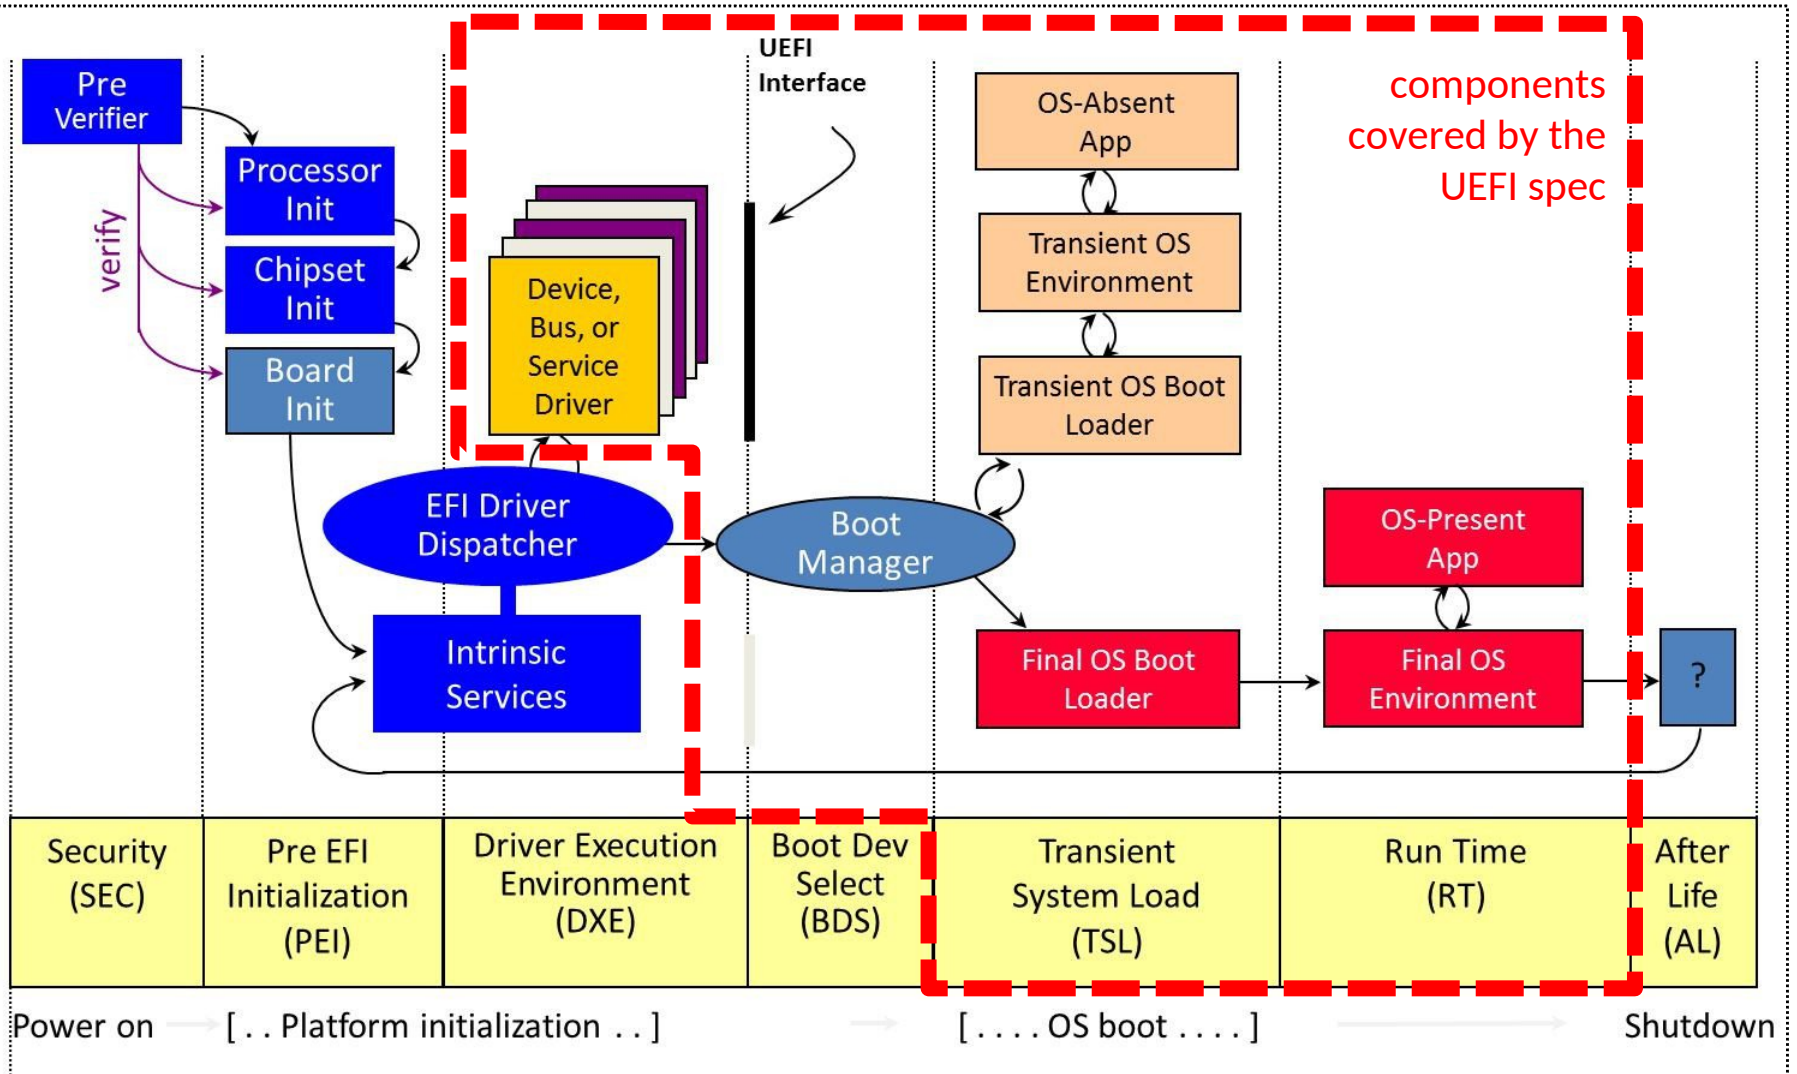 UEFI
Interface
components
covered by the
UEFI spec
Pre
Verifier
verify
Processor
Init
Chipset
Init
Board
Init
Device,
Bus, or
Service
Driver
EFI Driver
Dispatcher
Intrinsic
Services
Boot
Manager
OS-Absent
App
Transient OS
Environment
Transient OS Boot
Loader
Final OS Boot
Loader
OS-Present
App
Final OS
Environment
?
Security
(SEC)
Pre EFI
Initialization
(PEI)
Driver Execution
Environment
(DXE)
Boot Dev
Select
(BDS)
Transient
System Load
(TSL)
Run Time
(RT)
After
Life
(AL)
Power on
[ . . Platform initialization . . ]
[ . . . . OS boot . . . . ]
Shutdown